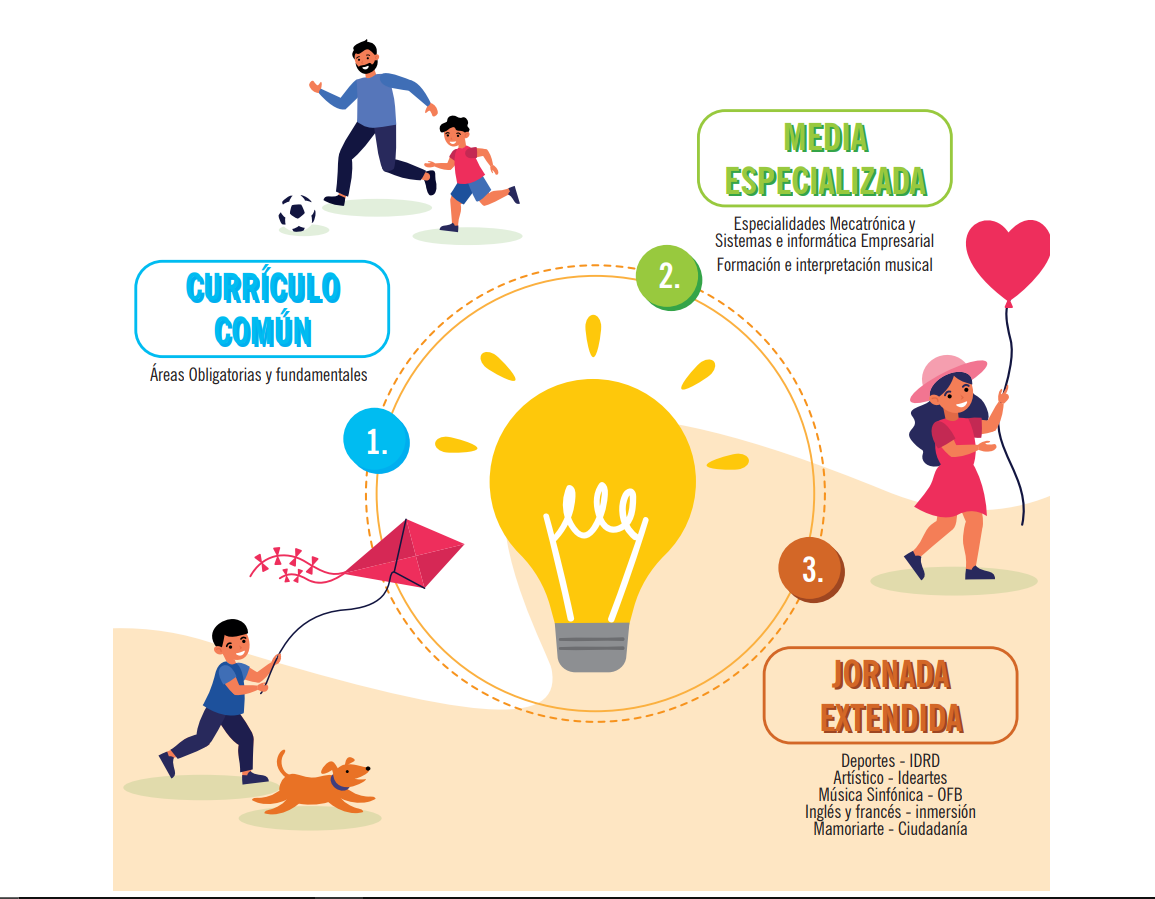 CURRÍCULO
COMÚN
Áreas Obligatorias y fundamentales
1.
MEDIA
ESPECIALIZADA
Especialidades Mecatrónica y
Sistemas e informática Empresarial
Formación e interpretación musical
2.
3.
JORNADA
EXTENDIDA
Deportes - IDRD
Artístico - Ideartes
Música Sinfónica - OFB
Inglés y francés - inmersión
Mamoriarte - Ciudadanía